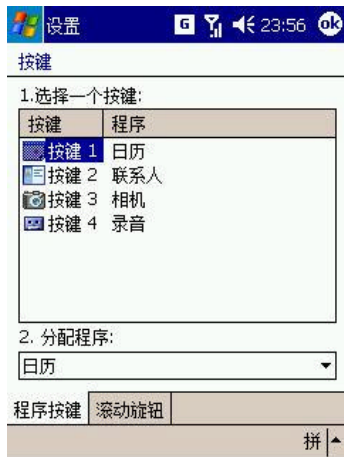 设置 G 23:56 ok
按键
1.选择一个按键:
按键 程序
按键 1 日历
按键 2 联系人
按键 3 相机
按键 4 录音
2. 分配程序:
日历
程序按键 滚动旋钮
拼